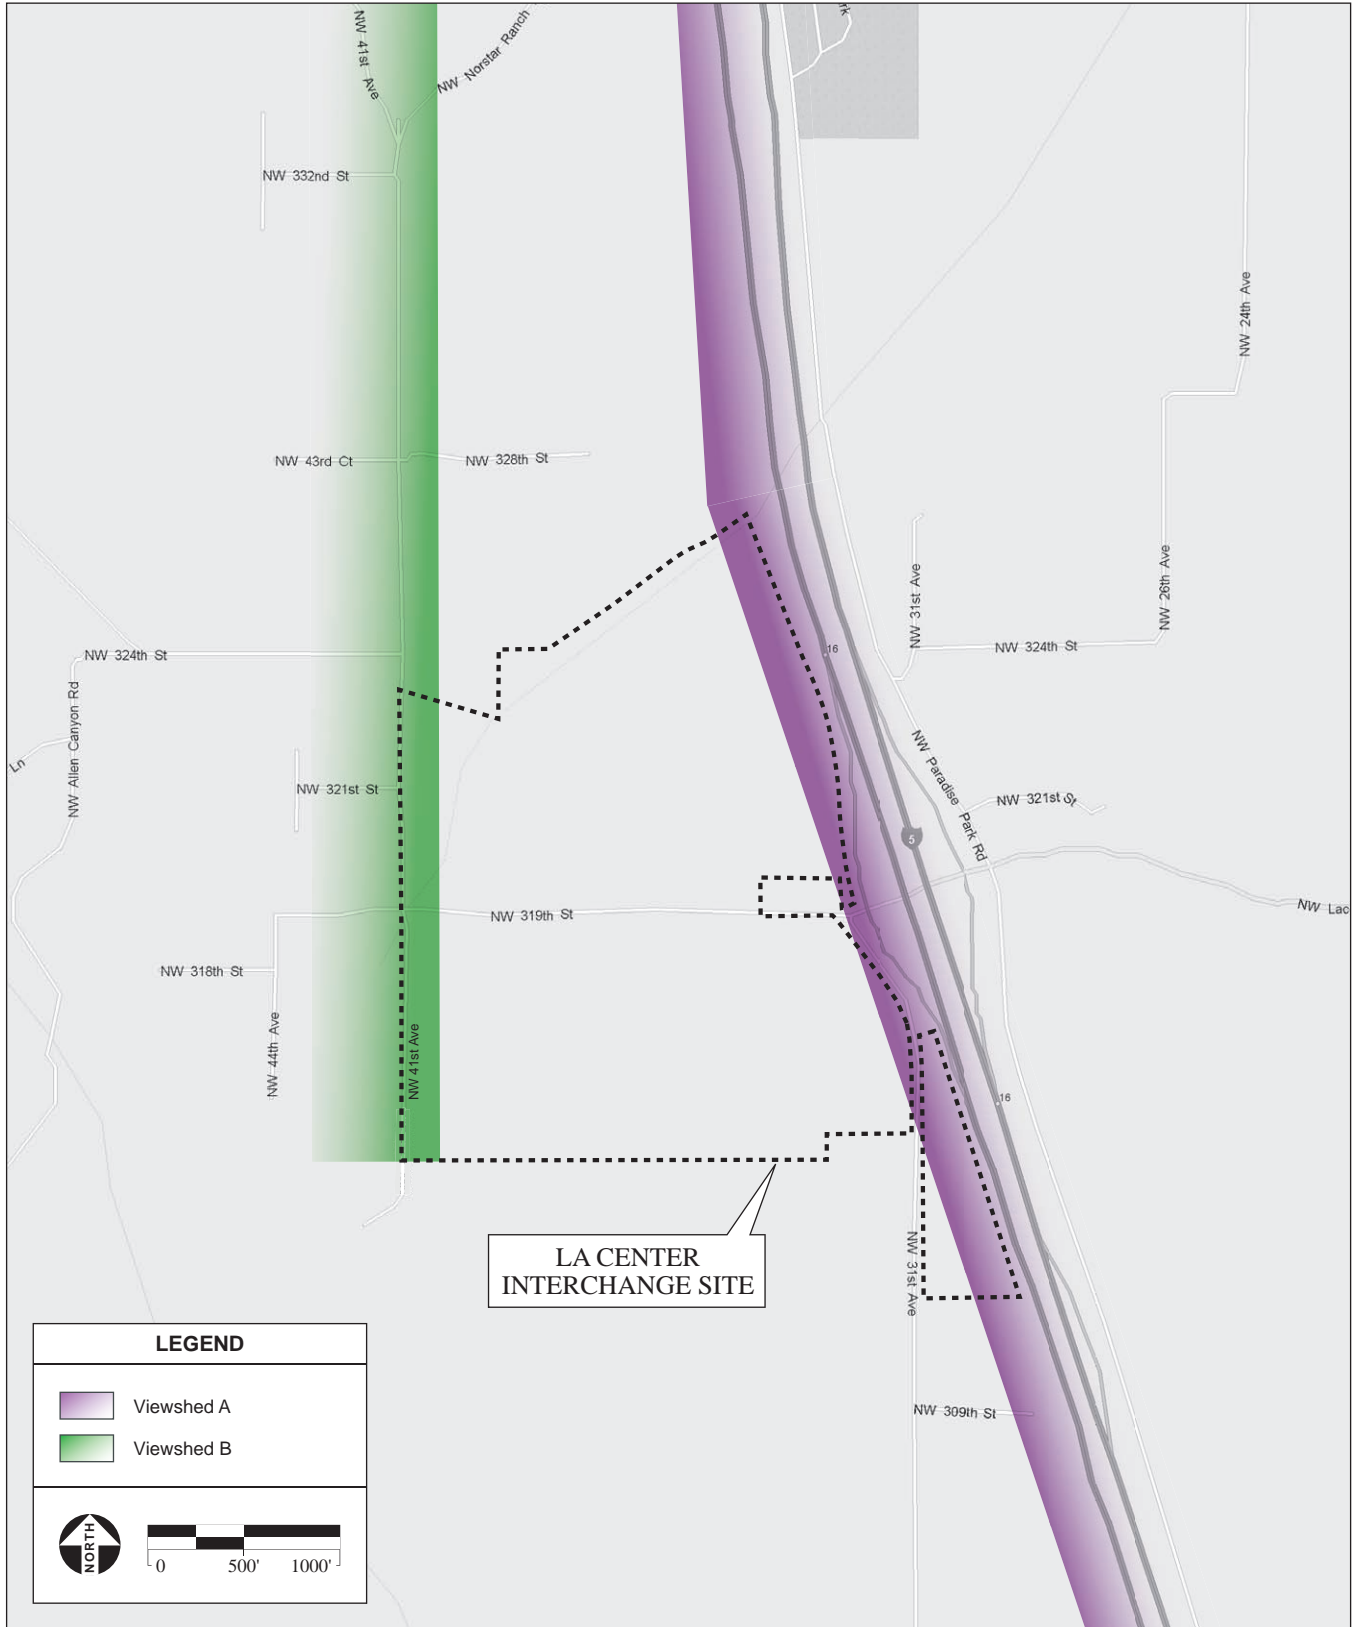 NW 41st Ave
NW Norstar Ranch
rk
NW 332nd St
NW 24th Ave
NW 43rd Ct
NW 328th St
NW 31st Ave
NW 26th Ave
NW 324th St
16
NW 324th St
NW Allen Canyon Rd
Ln
NW Paradise Park Rd
NW 321st St
NW 321st St
5
NW 319th St
NW Lac
NW 318th St
NW 44th Ave
NW 41st Ave
16
NW 31st Ave
LA CENTER
INTERCHANGE SITE
NW 309th St
LEGEND
Viewshed A
Viewshed B
NORTH
0 500' 1000'